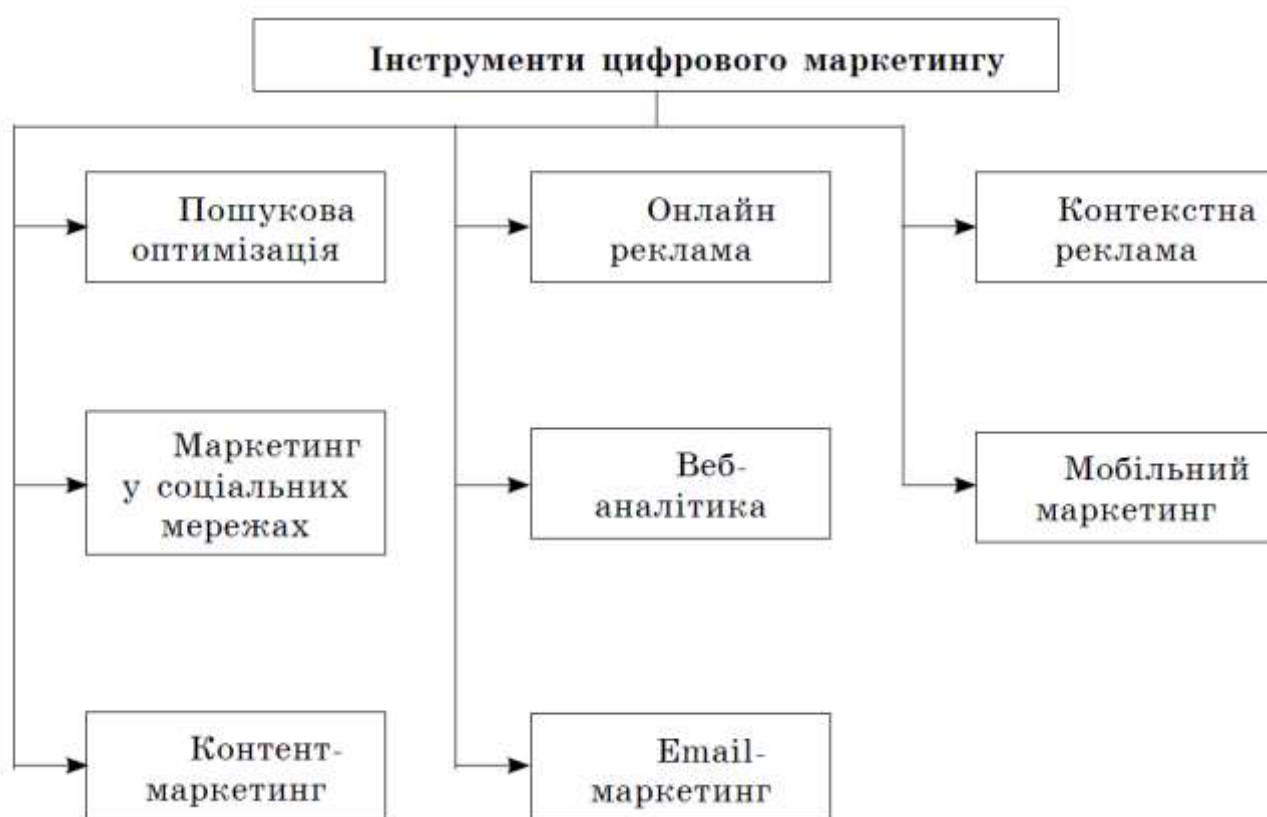 Інструменти цифрового маркетингу
Пошукова
оптимізація
Онлайн
реклама
Контекстна
реклама
Маркетинг
у соціальних
мережах
Веб-
аналітика
Мобільний
маркетинг
Контент-
маркетинг
Email-
маркетинг